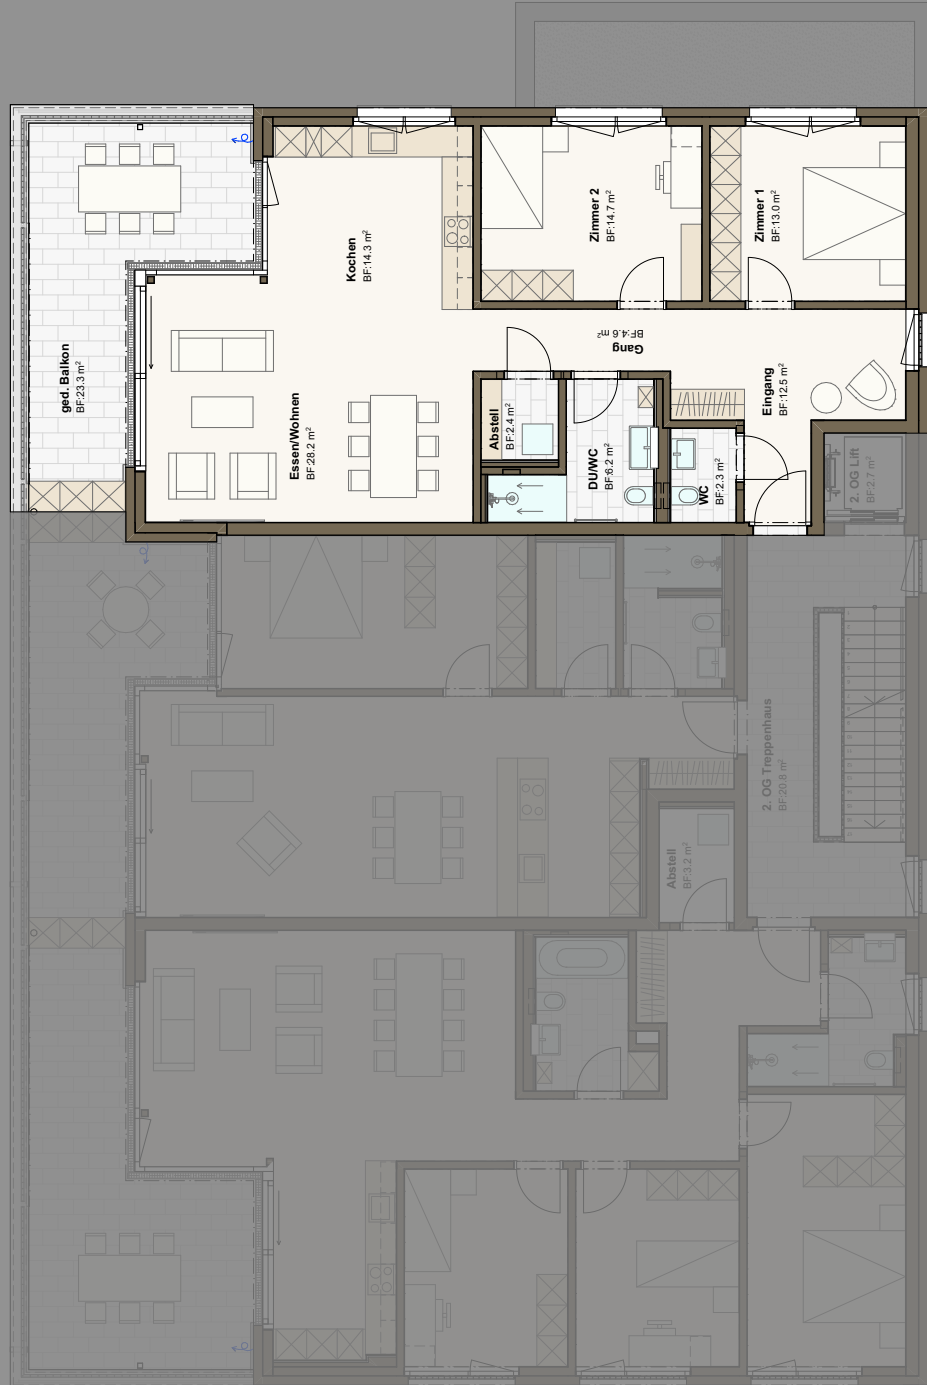 ged. Balkon
BF:23.3 m²
Kochen
BF:14.3 m²
Essen/Wohnen
BF:28.2 m²
Zimmer 2
BF:14.7 m²
Zimmer 1
BF:13.0 m²
Gang
BF:4.6 m²
Eingang
BF:12.5 m²
Abstell
BF:2.4 m²
DU/WC
BF:6.2 m²
WC
BF:2.3 m²
2. OG Lift
BF:2.7 m²
2. OG Treppenhaus
BF:20.8 m²
Abstell
BF:3.2 m²